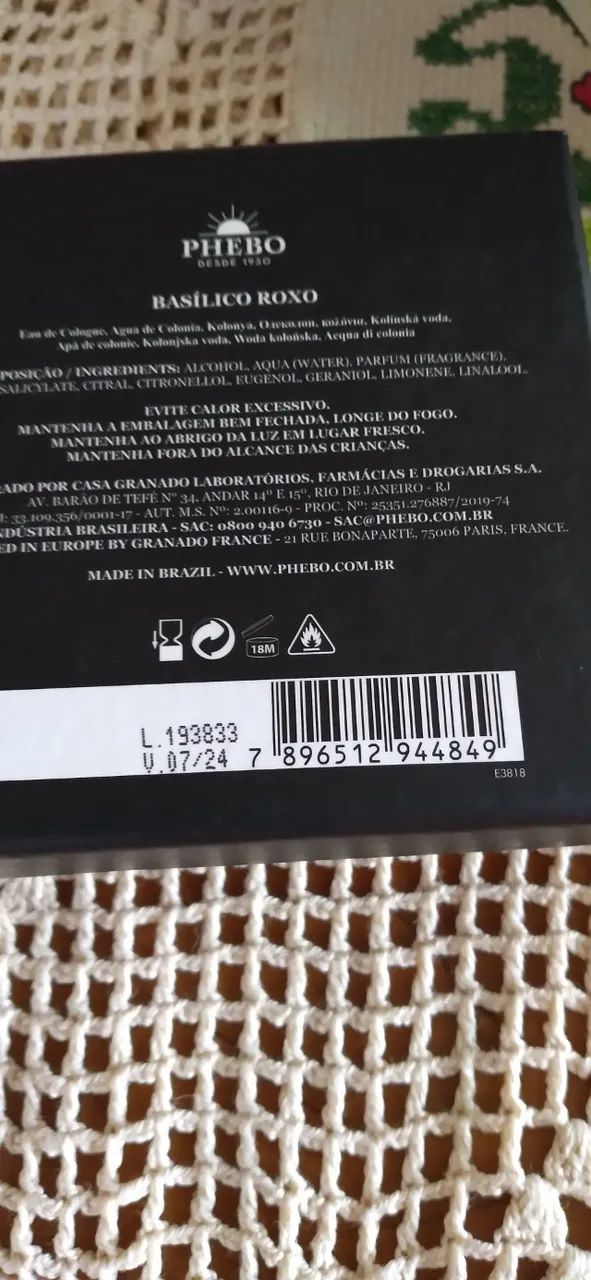 PHEBO
DESDE 1930
BASÍLICO ROXO
Eau de Cologne, Agua de Colonia, Kolonya, Одеколон, κολόνια, Kolínská voda,
Apă de colonie, Kolonjska voda, Woda kolońska, Acqua di colonia
POSIÇÃO / INGREDIENTS: ALCOHOL, AQUA (WATER), PARFUM (FRAGRANCE),
SALICYLATE, CITRAL, CITRONELLOL, EUGENOL, GERANIOL, LIMONENE, LINALOOL.
EVITE CALOR EXCESSIVO.
MANTENHA A EMBALAGEM BEM FECHADA, LONGE DO FOGO.
MANTENHA AO ABRIGO DA LUZ EM LUGAR FRESCO.
MANTENHA FORA DO ALCANCE DAS CRIANÇAS.
ADO POR CASA GRANADO LABORATÓRIOS, FARMÁCIAS E DROGARIAS S.A.
AV. BARÃO DE TEFÉ Nº 34, ANDAR 14º E 15º, RIO DE JANEIRO - RJ
J: 33.109.356/0001-17 - AUT. M.S. Nº: 2.00116-9 - PROC. Nº: 25351.276887/2019-74
NDÚSTRIA BRASILEIRA - SAC: 0800 940 6730 - SAC@PHEBO.COM.BR
ED IN EUROPE BY GRANADO FRANCE - 21 RUE BONAPARTE, 75006 PARIS, FRANCE.
MADE IN BRAZIL - WWW.PHEBO.COM.BR
18M
L.193833
V.07/24
7 896512 944849
E3818